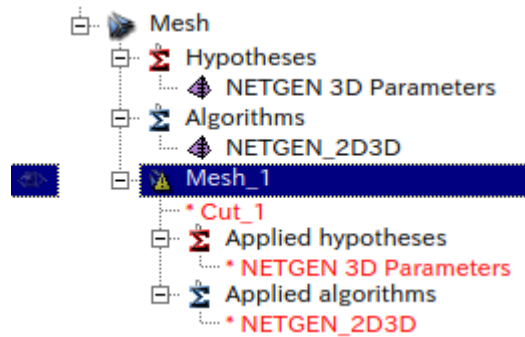 Mesh
Hypotheses
NETGEN 3D Parameters
Algorithms
NETGEN_2D3D
Mesh_1
* Cut_1
Applied hypotheses
* NETGEN 3D Parameters
Applied algorithms
* NETGEN_2D3D